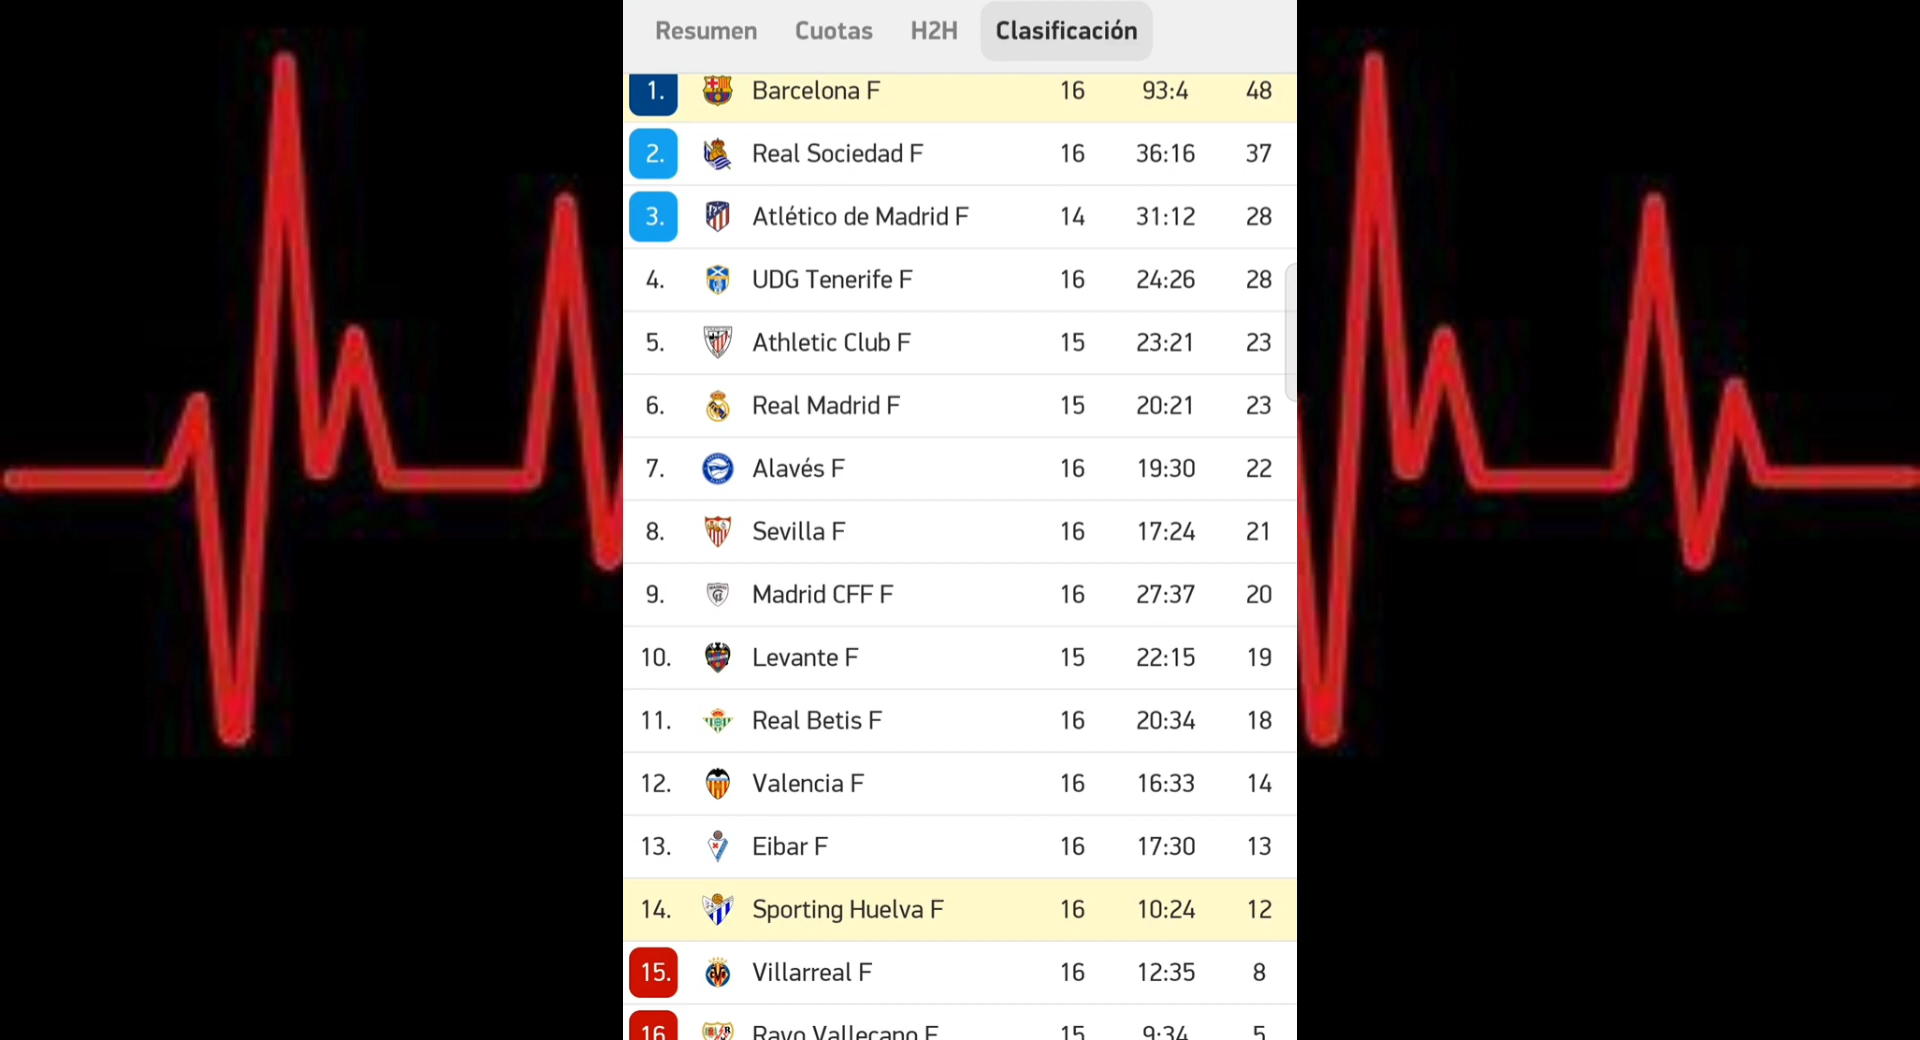 Resumen Cuotas H2H Clasificación
1. Barcelona F 16 93:4 48
2. Real Sociedad F 16 36:16 37
3. Atlético de Madrid F 14 31:12 28
4. UDG Tenerife F 16 24:26 28
5. Athletic Club F 15 23:21 23
6. Real Madrid F 15 20:21 23
7. Alavés F 16 19:30 22
8. Sevilla F 16 17:24 21
9. Madrid CFF F 16 27:37 20
10. Levante F 15 22:15 19
11. Real Betis F 16 20:34 18
12. Valencia F 16 16:33 14
13. Eibar F 16 17:30 13
14. Sporting Huelva F 16 10:24 12
15. Villarreal F 16 12:35 8
16. Rayo Vallecano F 15 9:34 5